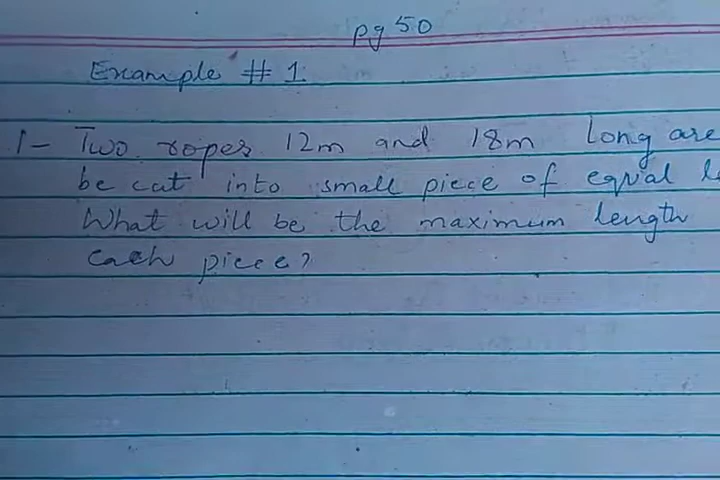 pg 50
Example # 1.
1- Two ropes 12m and 18m long are
be cut into small piece of equal
What will be the maximum length
each piece?